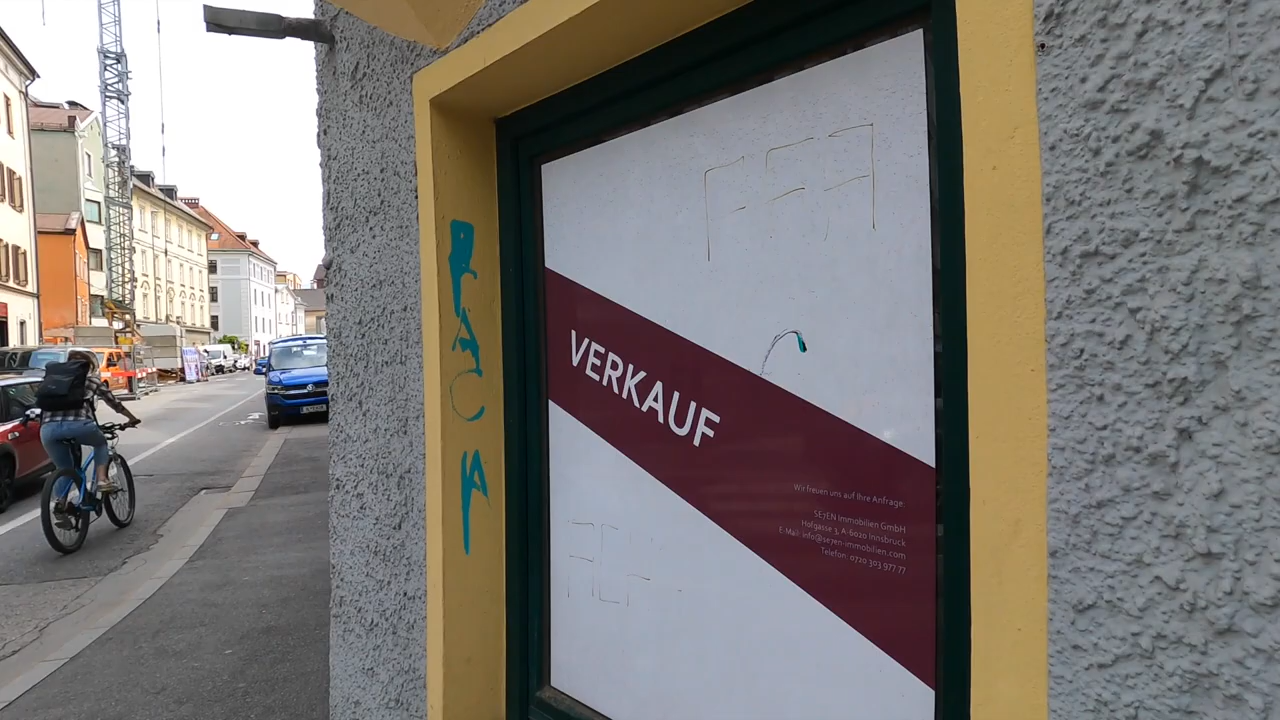 VERKAUF
Wir freuen uns auf Ihre Anfrage:
SE7EN Immobilien GmbH
Hofgasse 3, A-6020 Innsbruck
E-Mail: info@se7en-immobilien.com
Telefon: 0720 303 977 77